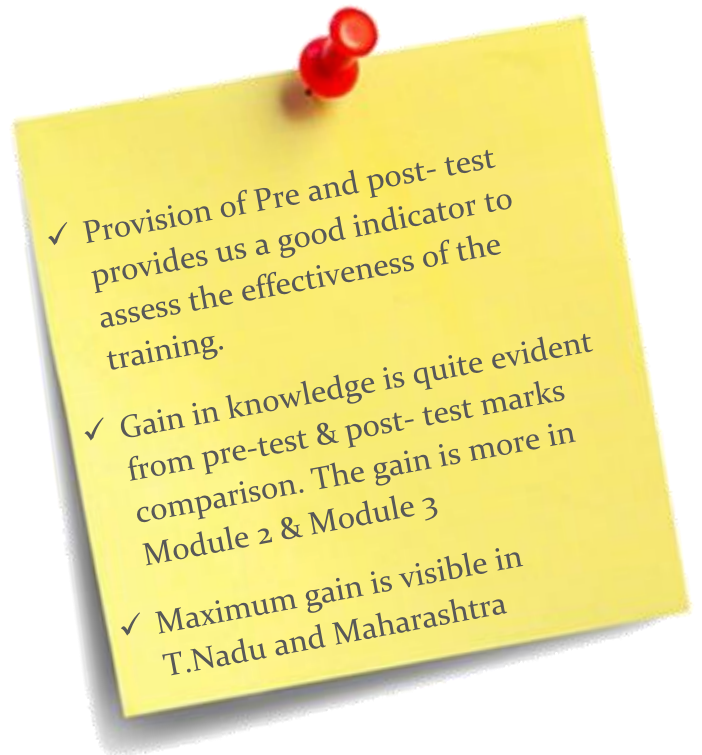 ✓ Provision of Pre and post- test
provides us a good indicator to
assess the effectiveness of the
training.
✓ Gain in knowledge is quite evident
from pre-test & post- test marks
comparison. The gain is more in
Module 2 & Module 3
✓ Maximum gain is visible in
T.Nadu and Maharashtra